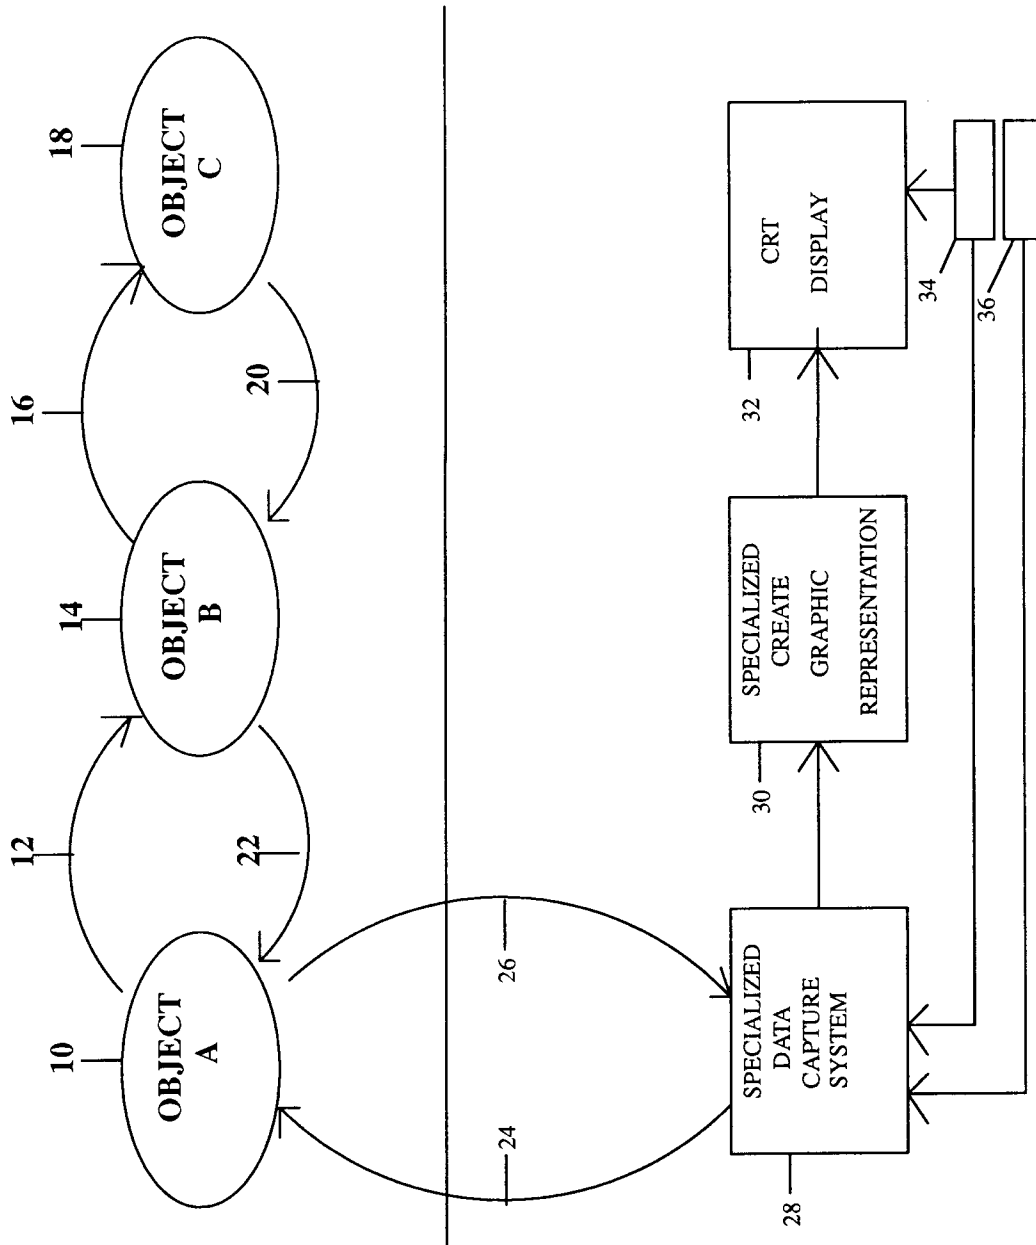 10
OBJECT
A
12
22
14
OBJECT
B
16
20
18
OBJECT
C
24
26
28
SPECIALIZED
DATA
CAPTURE
SYSTEM
30
SPECIALIZED
CREATE
GRAPHIC
REPRESENTATION
32
CRT
DISPLAY
34
36